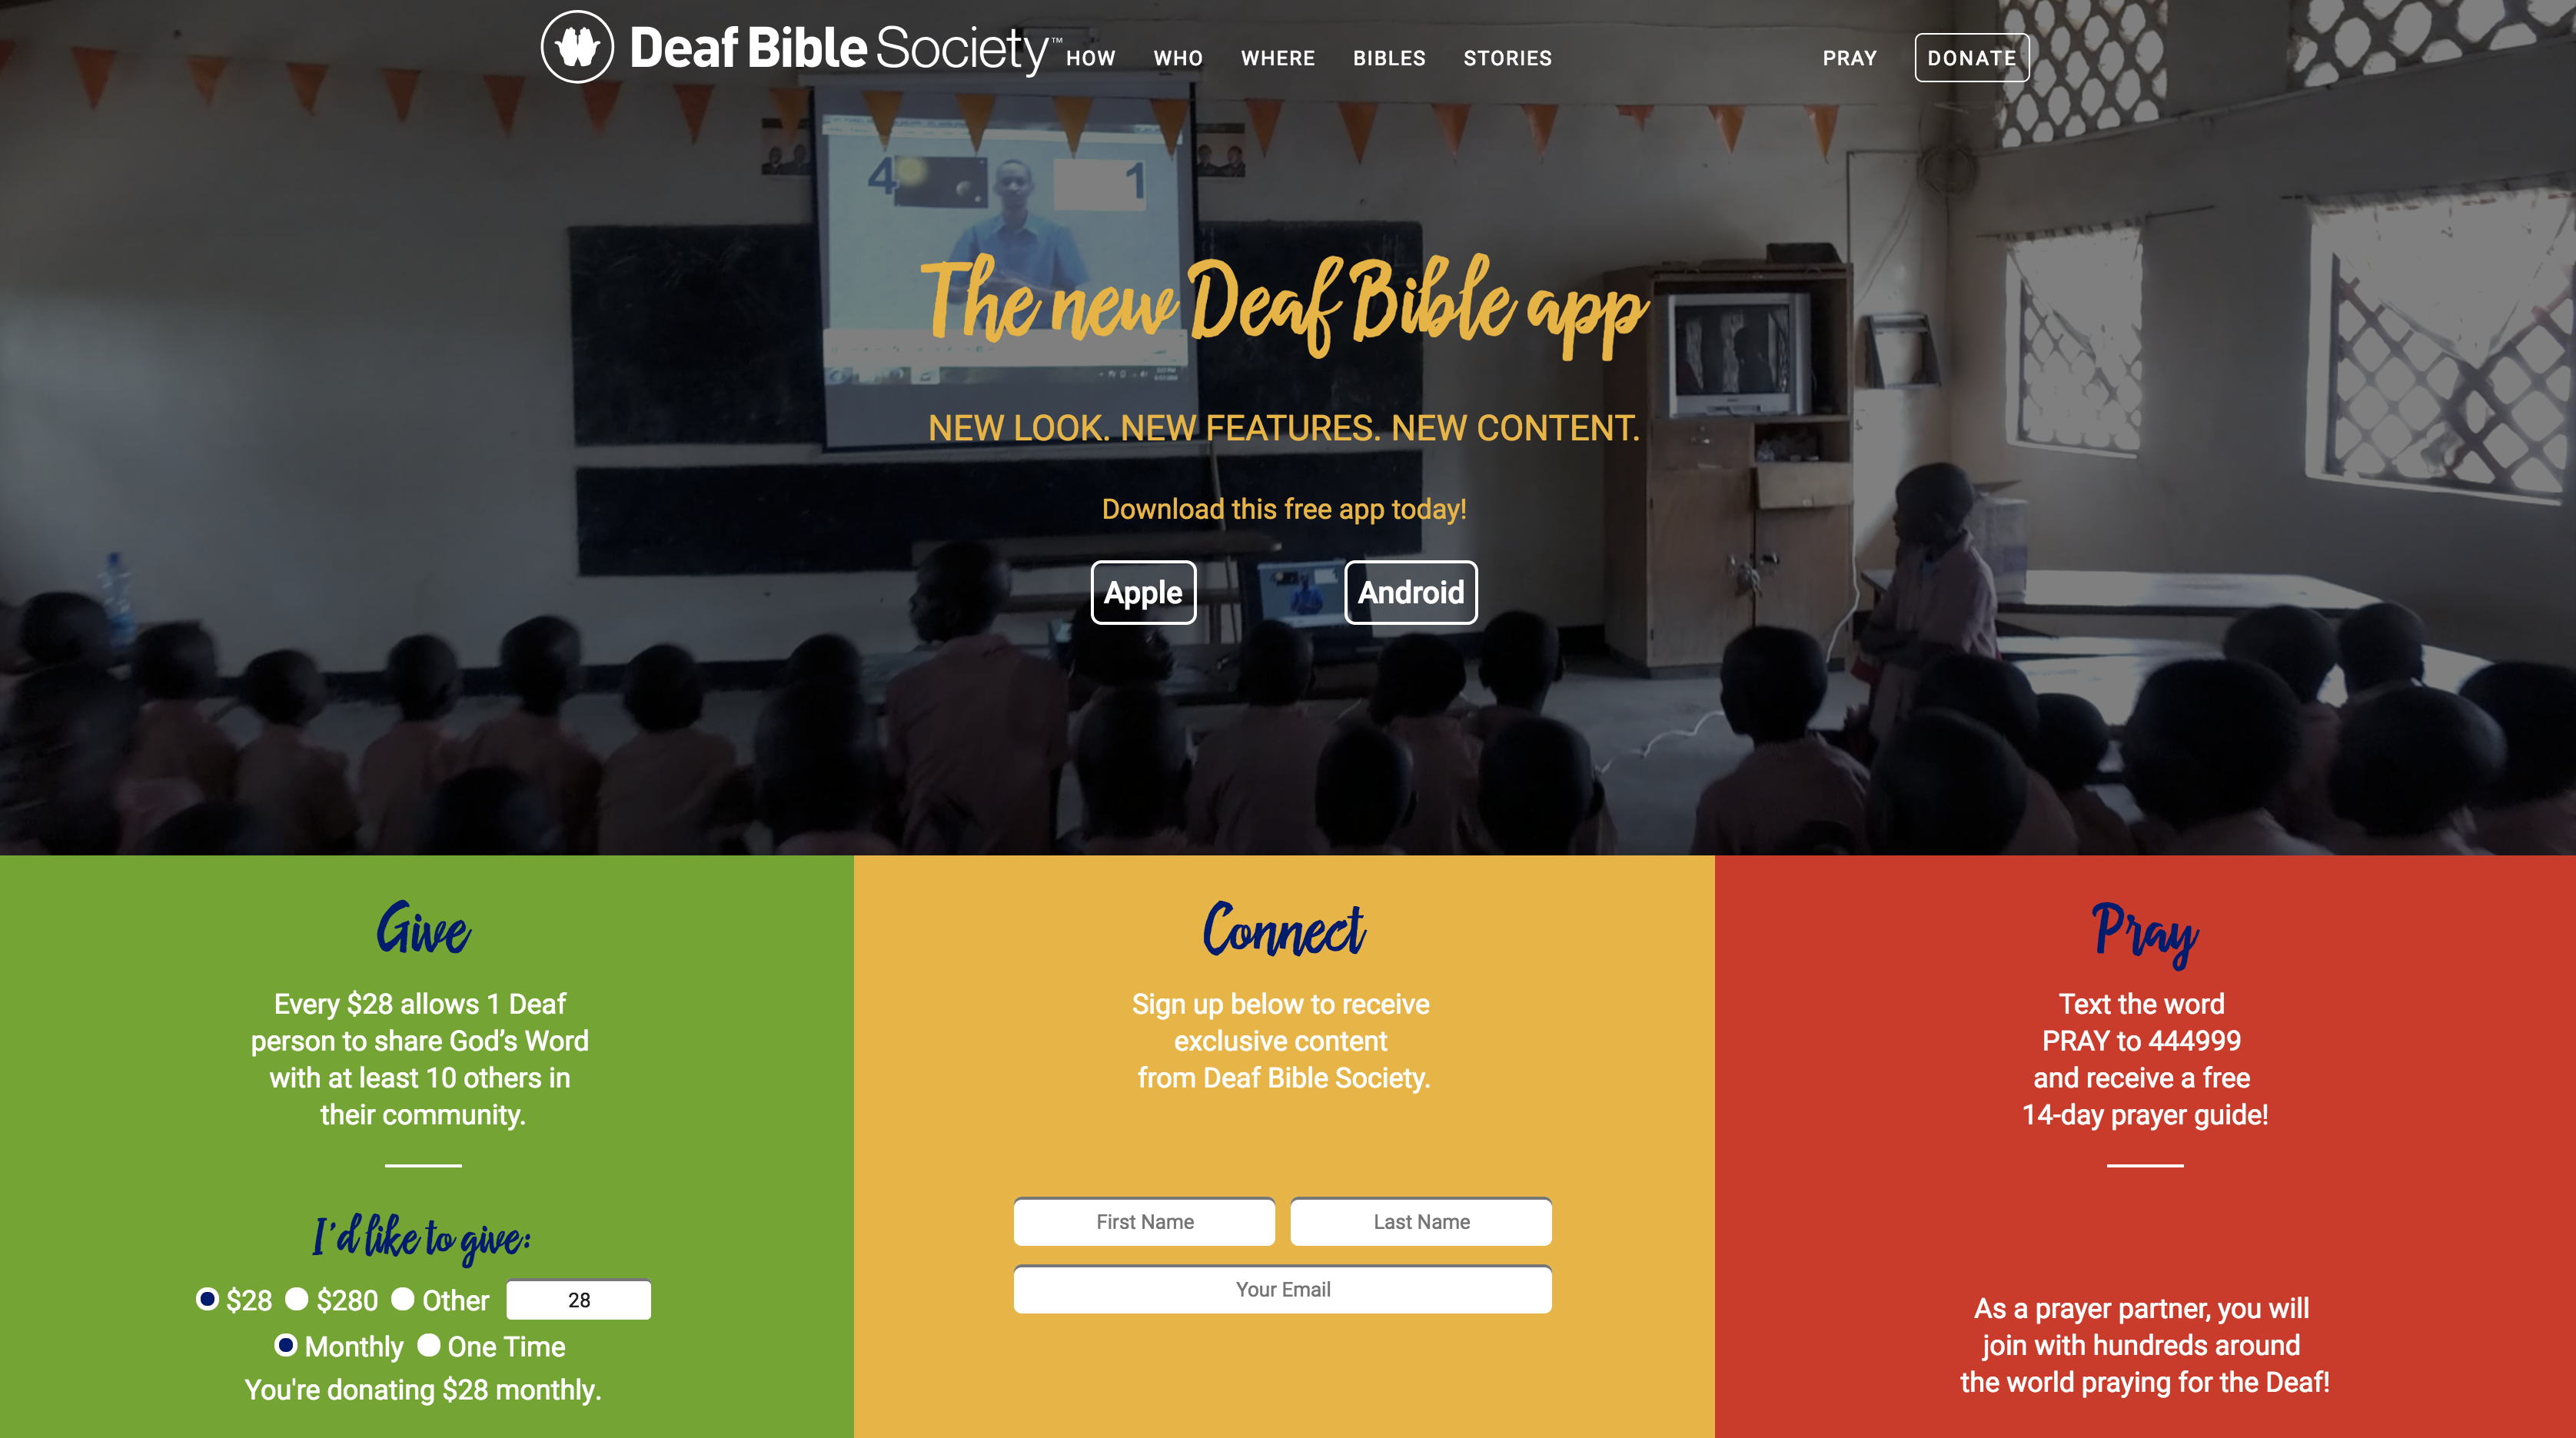 Deaf Bible Society™
HOW WHO WHERE BIBLES STORIES PRAY DONATE
4 1
The new Deaf Bible app
NEW LOOK. NEW FEATURES. NEW CONTENT.
Download this free app today!
Apple Android
Give
Every $28 allows 1 Deaf
person to share God’s Word
with at least 10 others in
their community.
I'd like to give:
$28 $280 Other 28
Monthly One Time
You're donating $28 monthly.
Connect
Sign up below to receive
exclusive content
from Deaf Bible Society.
First Name Last Name
Your Email
Pray
Text the word
PRAY to 444999
and receive a free
14-day prayer guide!
As a prayer partner, you will
join with hundreds around
the world praying for the Deaf!